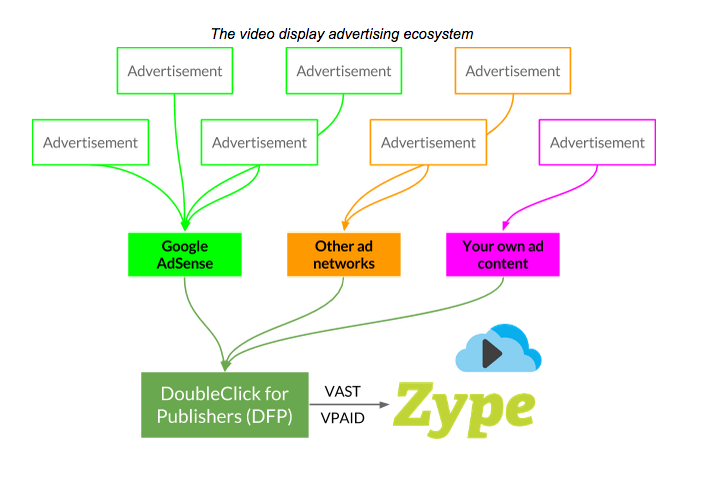 The video display advertising ecosystem
Advertisement
Advertisement
Advertisement
Advertisement
Advertisement
Advertisement
Advertisement
Google
AdSense
Other ad
networks
Your own ad
content
DoubleClick for
Publishers (DFP)
VAST
VPAID
Zype